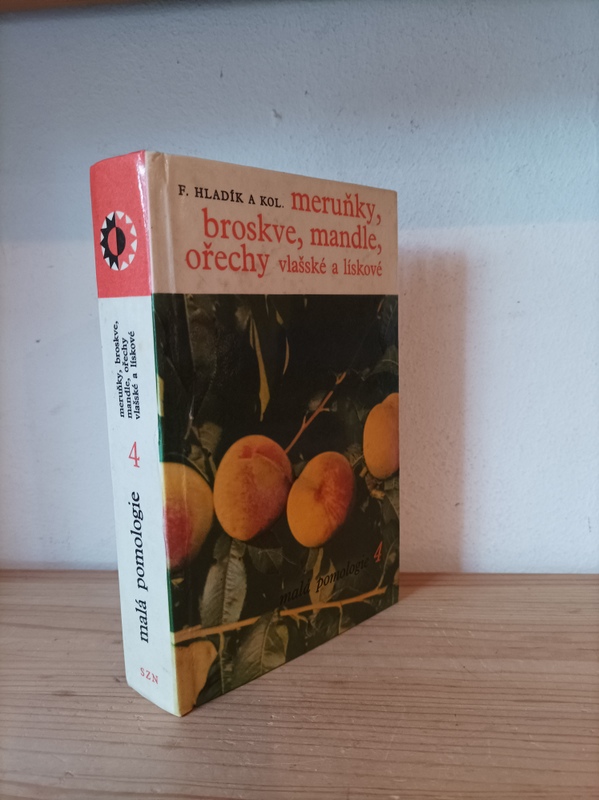 F. HLADÍK A KOL. meruňky,
broskve, mandle,
ořechy vlašské a lískové
malá pomologie 4
meruňky, broskve,
mandle, ořechy
vlašské a lískové
4
malá pomologie
SZN